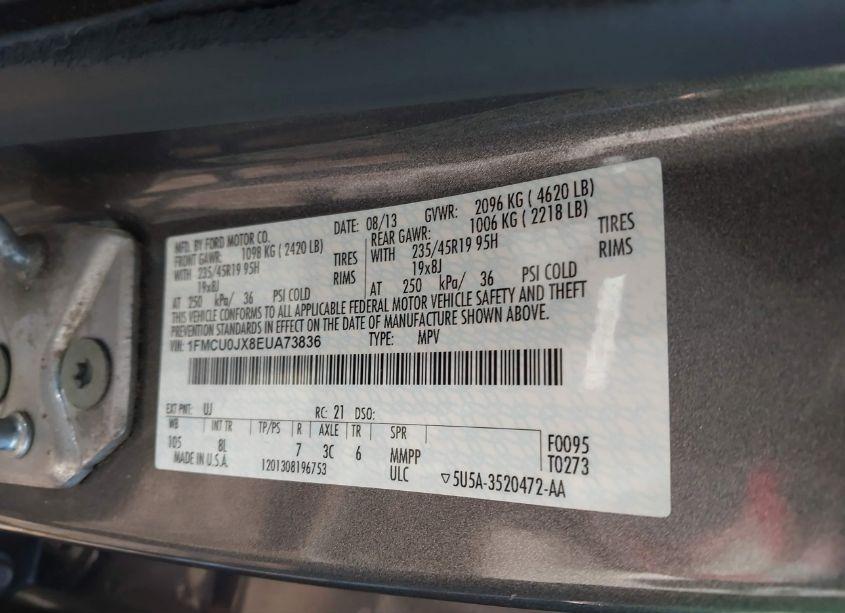 MFD. BY FORD MOTOR CO. DATE: 08/13 GVWR: 2096 KG ( 4620 LB)
FRONT GAWR: 1098 KG ( 2420 LB) REAR GAWR: 1006 KG ( 2218 LB)
WITH 235/45R19 95H TIRES WITH 235/45R19 95H TIRES
19x8J RIMS 19x8J RIMS
AT 250 kPa/ 36 PSI COLD AT 250 kPa/ 36 PSI COLD
THIS VEHICLE CONFORMS TO ALL APPLICABLE FEDERAL MOTOR VEHICLE SAFETY AND THEFT
PREVENTION STANDARDS IN EFFECT ON THE DATE OF MANUFACTURE SHOWN ABOVE.
VIN: 1FMCU0JX8EUA73836 TYPE: MPV
EXT PNT: UJ RC: 21 DSO:
WB INT TR TP/PS R AXLE TR SPR
105 8L 7 3C 6 MMPP F0095
MADE IN U.S.A. 1201308196753 ULC T0273
▽5U5A-3520472-AA